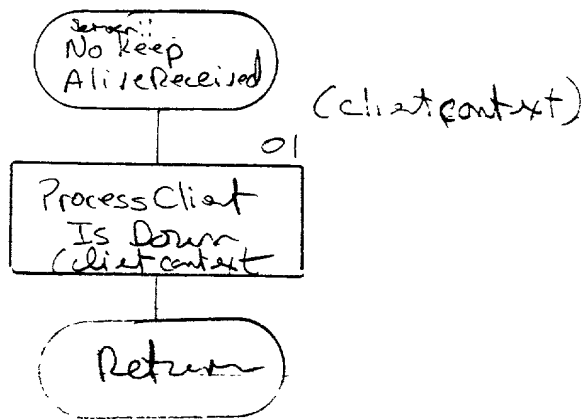 Server::
No Keep
AliveReceived
(clientcontext)
01
ProcessClient
Is Down
(clientcontext
Return